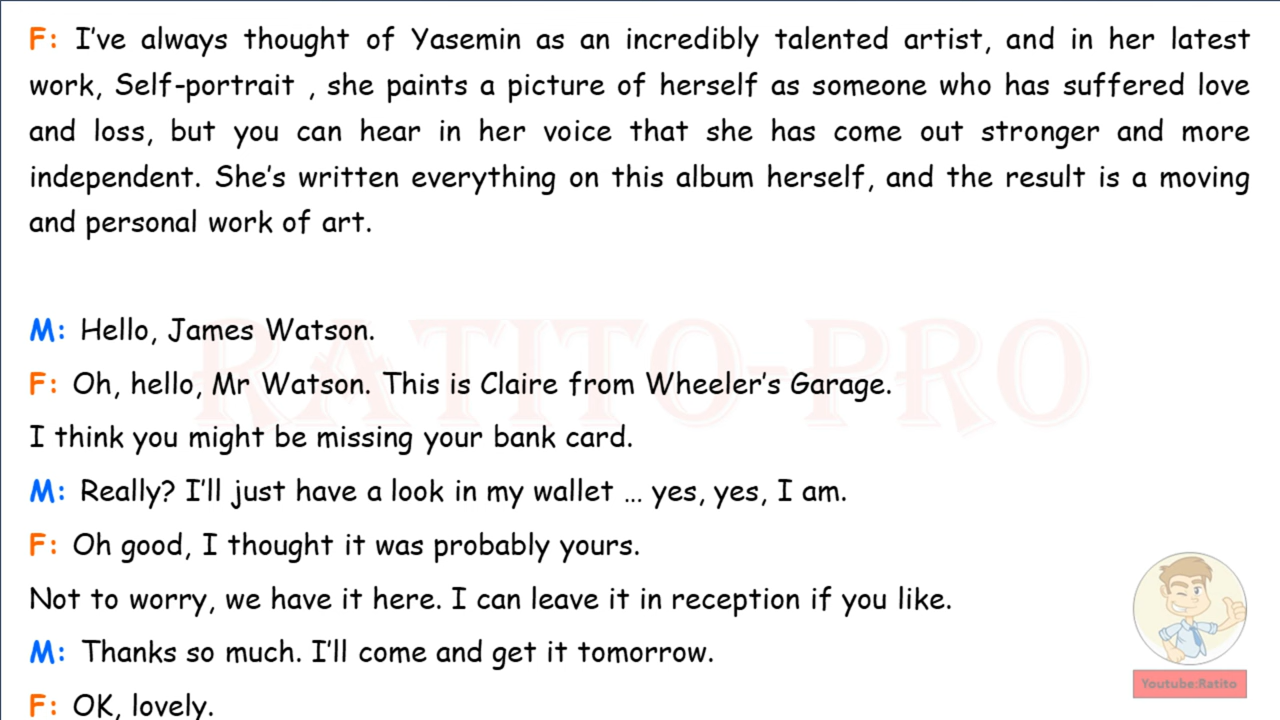 F: I've always thought of Yasemin as an incredibly talented artist, and in her latest
work, Self-portrait , she paints a picture of herself as someone who has suffered love
and loss, but you can hear in her voice that she has come out stronger and more
independent. She's written everything on this album herself, and the result is a moving
and personal work of art.
M: Hello, James Watson.
F: Oh, hello, Mr Watson. This is Claire from Wheeler's Garage.
I think you might be missing your bank card.
M: Really? I'll just have a look in my wallet … yes, yes, I am.
F: Oh good, I thought it was probably yours.
Not to worry, we have it here. I can leave it in reception if you like.
M: Thanks so much. I'll come and get it tomorrow.
F: OK, lovely.
RATITO-PRO
Youtube:Ratito